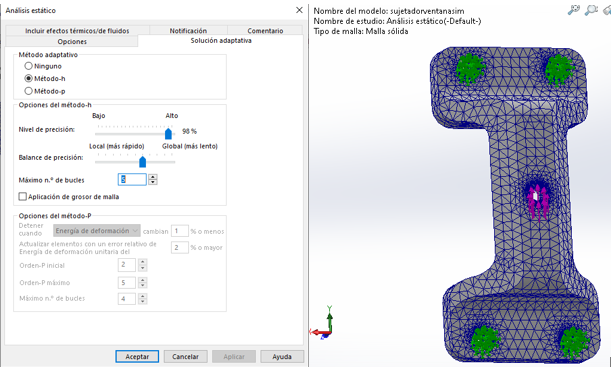 Análisis estático
Incluir efectos térmicos/de fluidos
Notificación
Comentario
Opciones
Solución adaptativa
Método adaptativo
Ninguno
Método-h
Método-p
Opciones del método-h
Bajo
Alto
Nivel de precisión:
98 %
Local (más rápido)
Global (más lento)
Balance de precisión:
Máximo n.º de bucles
5
Aplicación de grosor de malla
Opciones del método-P
Detener cuando
Energía de deformación
cambian
1
% o menos
Actualizar elementos con un error relativo de
Energía de deformación unitaria del
2
% o mayor
Orden-P inicial
2
Orden-P máximo
5
Máximo n.º de bucles
4
Aceptar
Cancelar
Aplicar
Ayuda
Nombre del modelo: sujetadorventanasim
Nombre de estudio: Análisis estático(-Default-)
Tipo de malla: Malla sólida
Y